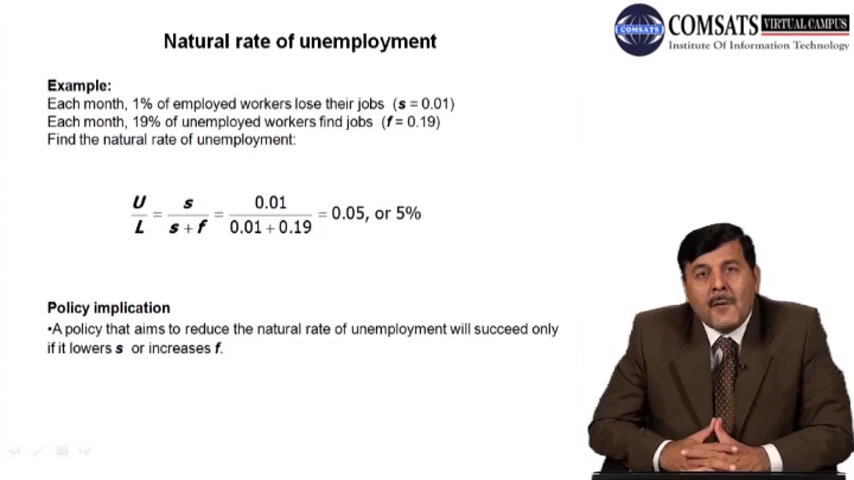 Natural rate of unemployment
COMSATS
COMSATS VIRTUAL CAMPUS
Institute Of Information Technology
Example:
Each month, 1% of employed workers lose their jobs (s = 0.01)
Each month, 19% of unemployed workers find jobs (f = 0.19)
Find the natural rate of unemployment:
U/L = s/(s + f) = 0.01/(0.01 + 0.19) = 0.05, or 5%
Policy implication
•A policy that aims to reduce the natural rate of unemployment will succeed only
if it lowers s or increases f.